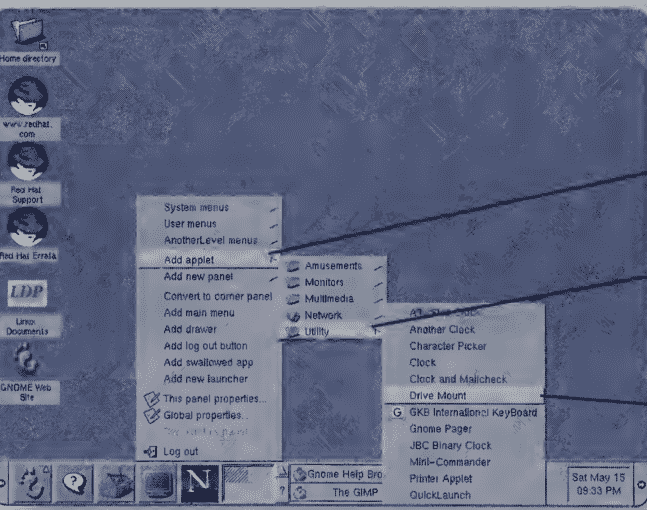 Home directory
www.redhat.
com
Red Hat
Support
Red Hat Errata
LDP
Linux
Documents
GNOME Web
Site
System menus
User menus
AnotherLevel menus
Add applet
Add new panel
Convert to corner panel
Add main menu
Add drawer
Add log out button
Add swallowed app
Add new launcher
This panel properties...
Global properties...
Log out
Amusements
Monitors
Multimedia
Network
Utility
Another Clock
Character Picker
Clock
Clock and Mailcheck
Drive Mount
G GKB International KeyBoard
Gnome Pager
JBC Binary Clock
Mini-Commander
Printer Applet
QuickLaunch
?
N
?
Gnome Help Bro
The GIMP
Sat May 15
09:33 PM